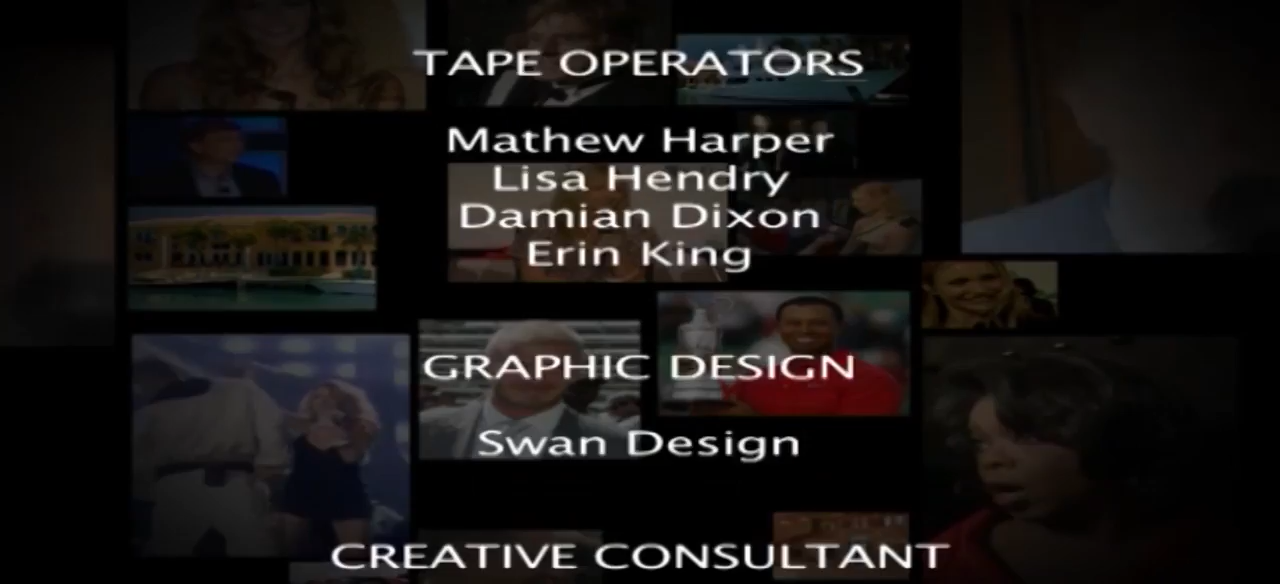 TAPE OPERATORS
Mathew Harper
Lisa Hendry
Damian Dixon
Erin King
GRAPHIC DESIGN
Swan Design
CREATIVE CONSULTANT